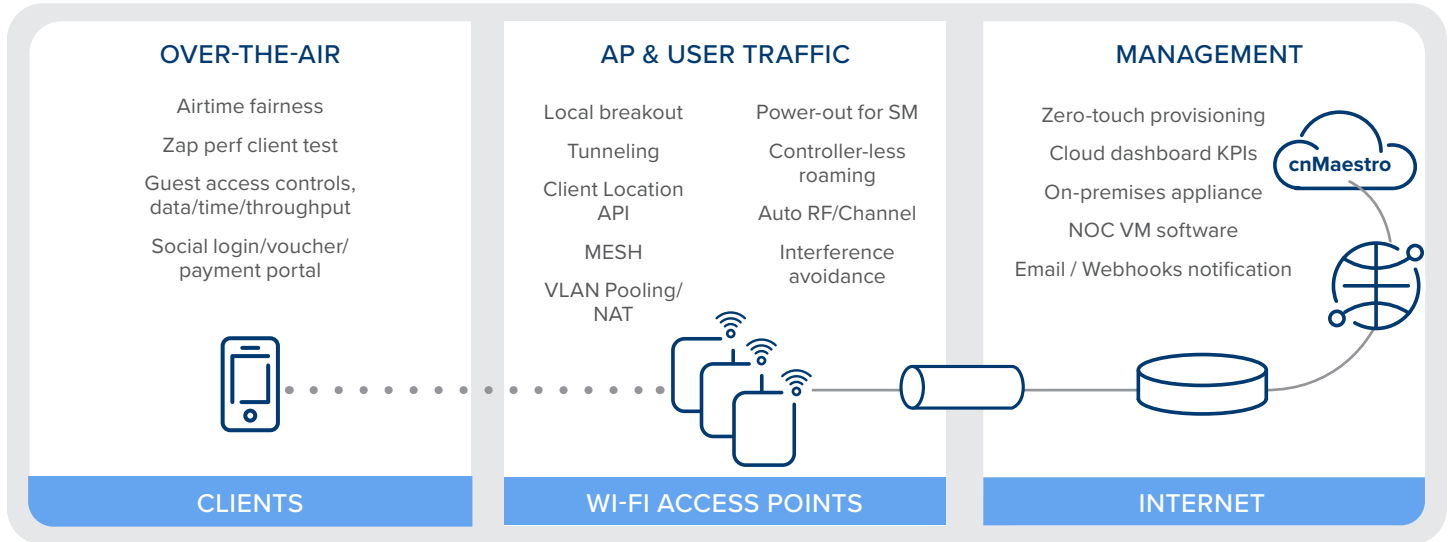 OVER-THE-AIR
Airtime fairness
Zap perf client test
Guest access controls,
data/time/throughput
Social login/voucher/
payment portal
CLIENTS
AP & USER TRAFFIC
Local breakout
Tunneling
Client Location
API
MESH
VLAN Pooling/
NAT
Power-out for SM
Controller-less
roaming
Auto RF/Channel
Interference
avoidance
WI-FI ACCESS POINTS
MANAGEMENT
Zero-touch provisioning
Cloud dashboard KPIs
On-premises appliance
NOC VM software
Email / Webhooks notification
cnMaestro
INTERNET